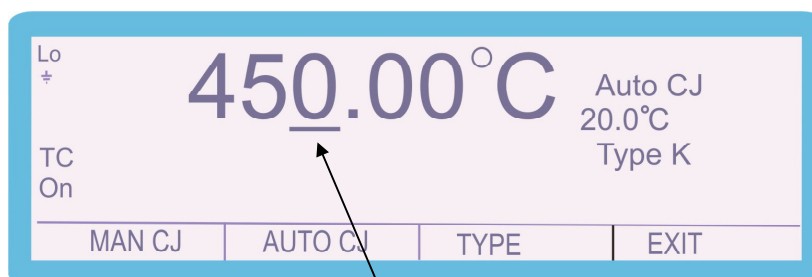 Lo
450.00°C
Auto CJ
20.0°C
Type K
TC
On
MAN CJ AUTO CJ TYPE EXIT